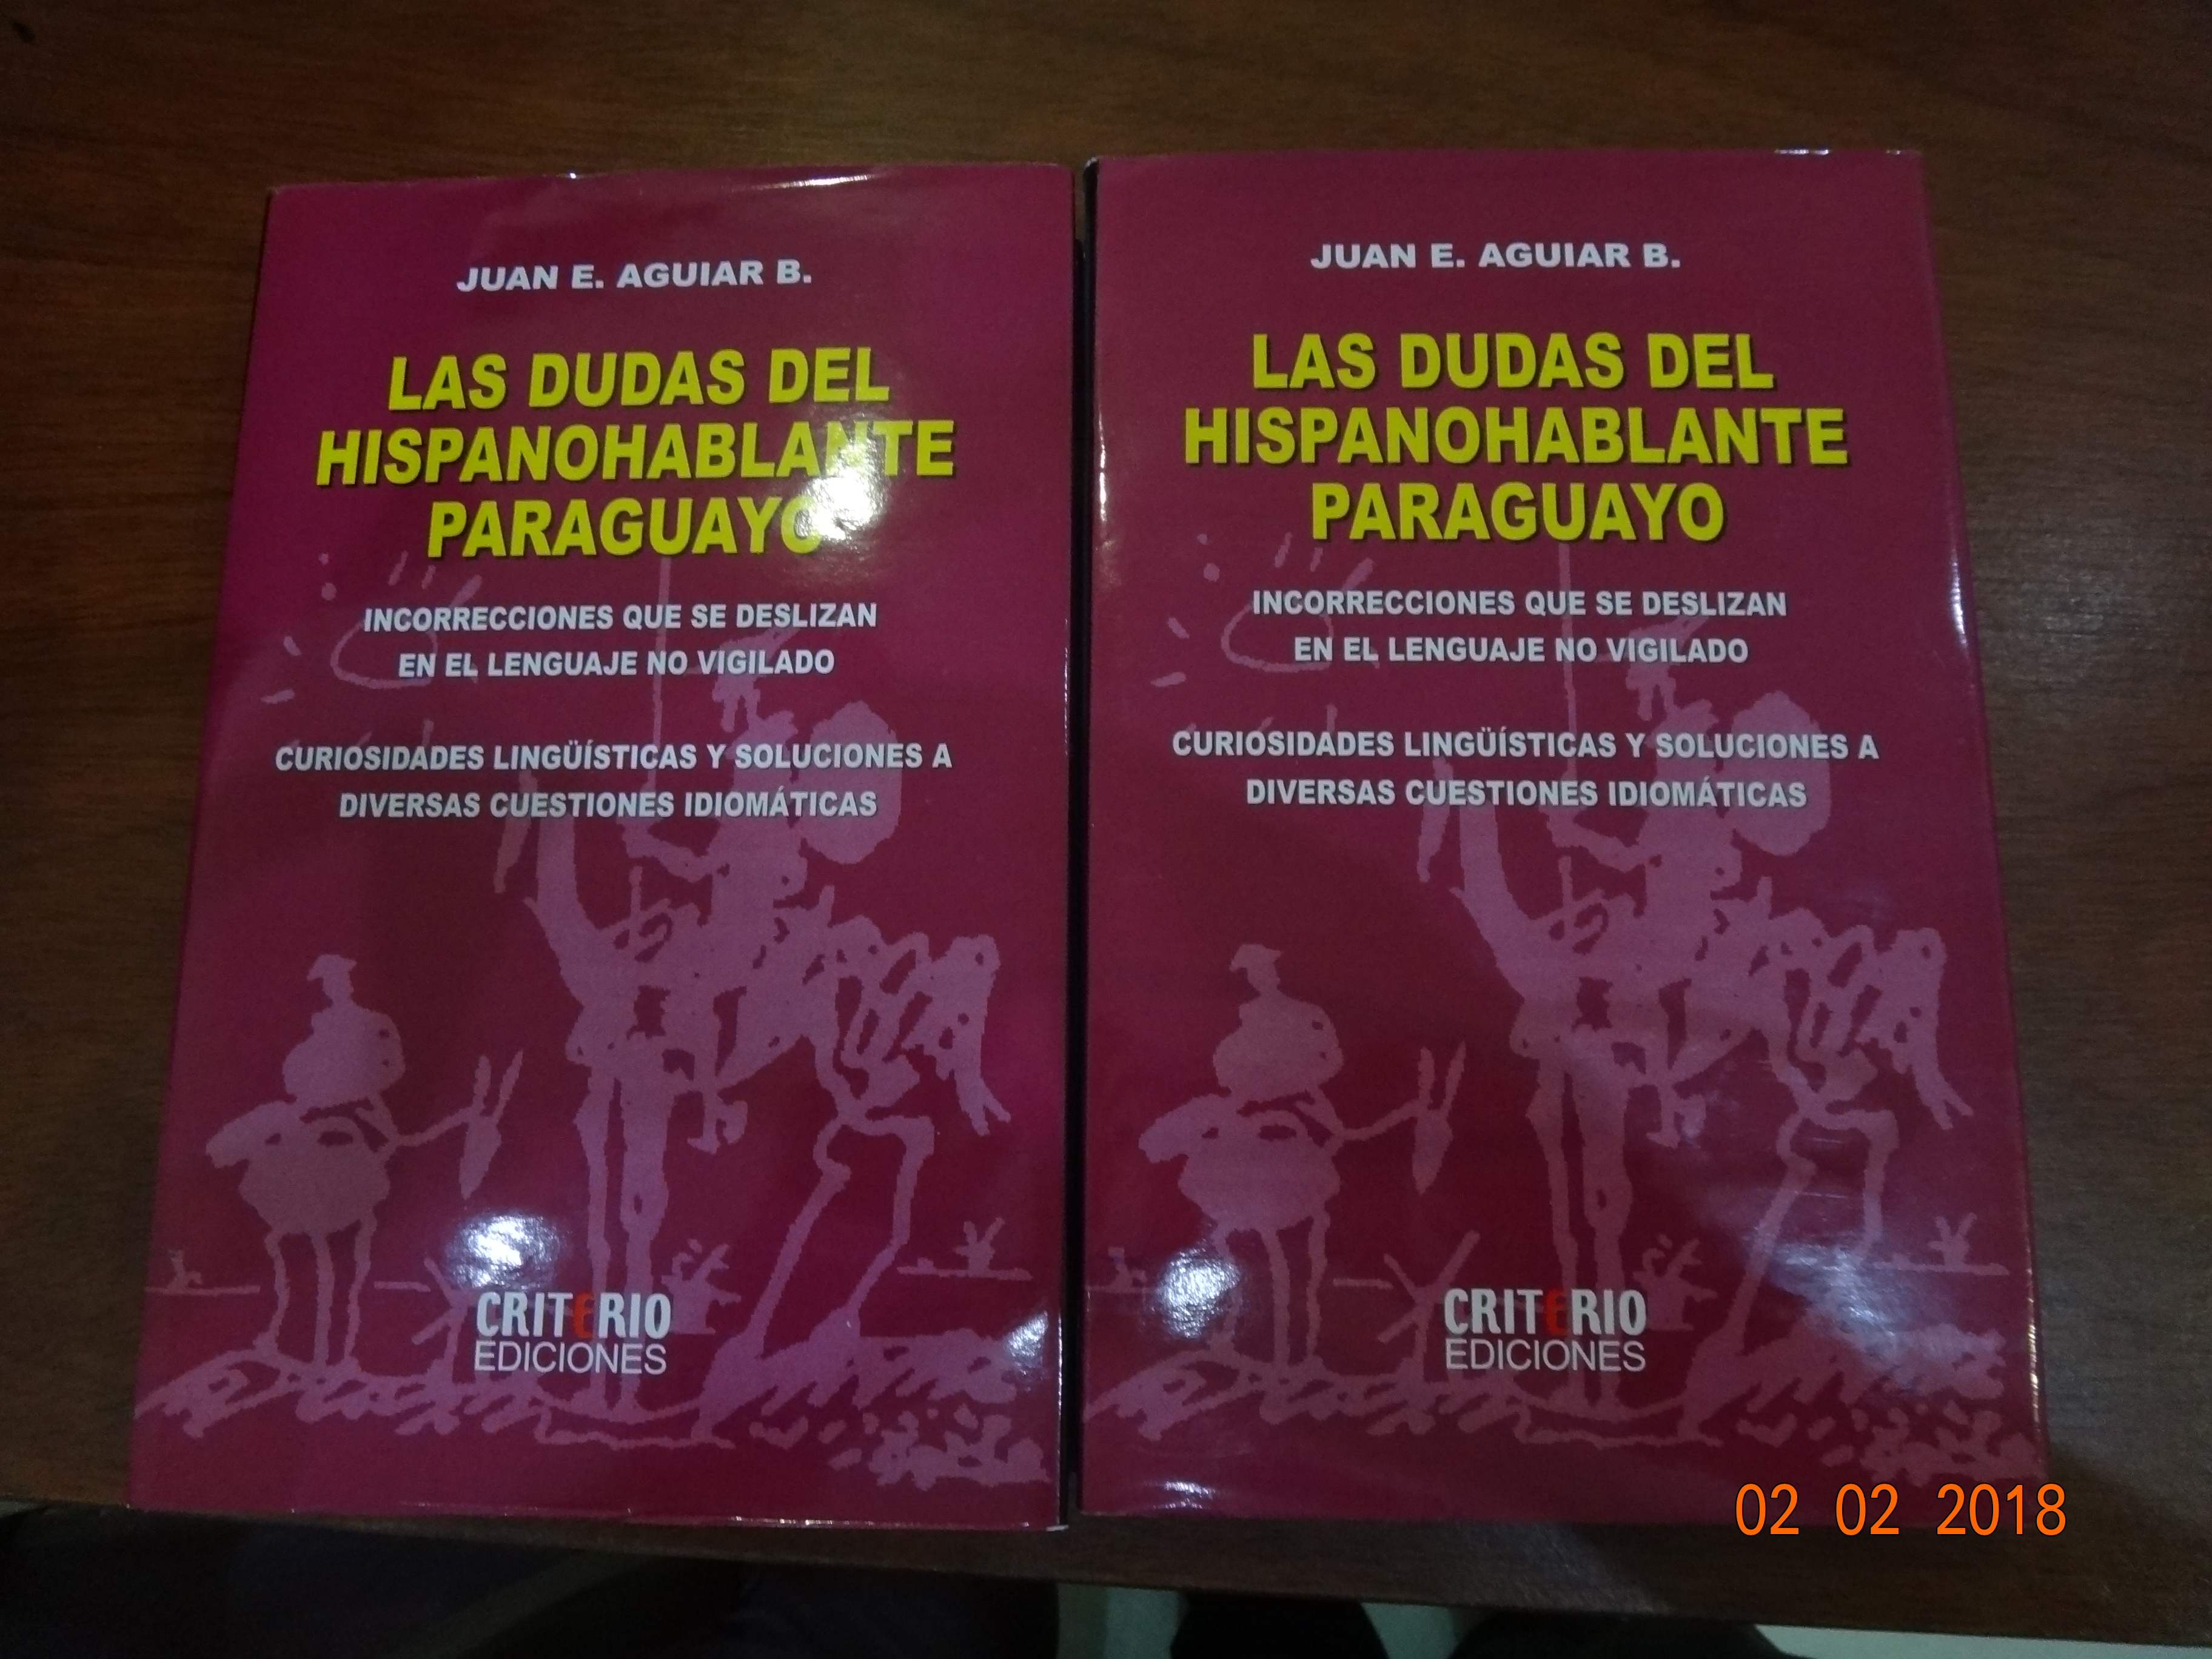 JUAN E. AGUIAR B.
LAS DUDAS DEL
HISPANOHABLANTE
PARAGUAYO
INCORRECCIONES QUE SE DESLIZAN
EN EL LENGUAJE NO VIGILADO
CURIOSIDADES LINGÜÍSTICAS Y SOLUCIONES A
DIVERSAS CUESTIONES IDIOMÁTICAS
CRITERIO
EDICIONES
JUAN E. AGUIAR B.
LAS DUDAS DEL
HISPANOHABLANTE
PARAGUAYO
INCORRECCIONES QUE SE DESLIZAN
EN EL LENGUAJE NO VIGILADO
CURIOSIDADES LINGÜÍSTICAS Y SOLUCIONES A
DIVERSAS CUESTIONES IDIOMÁTICAS
CRITERIO
EDICIONES
02 02 2018